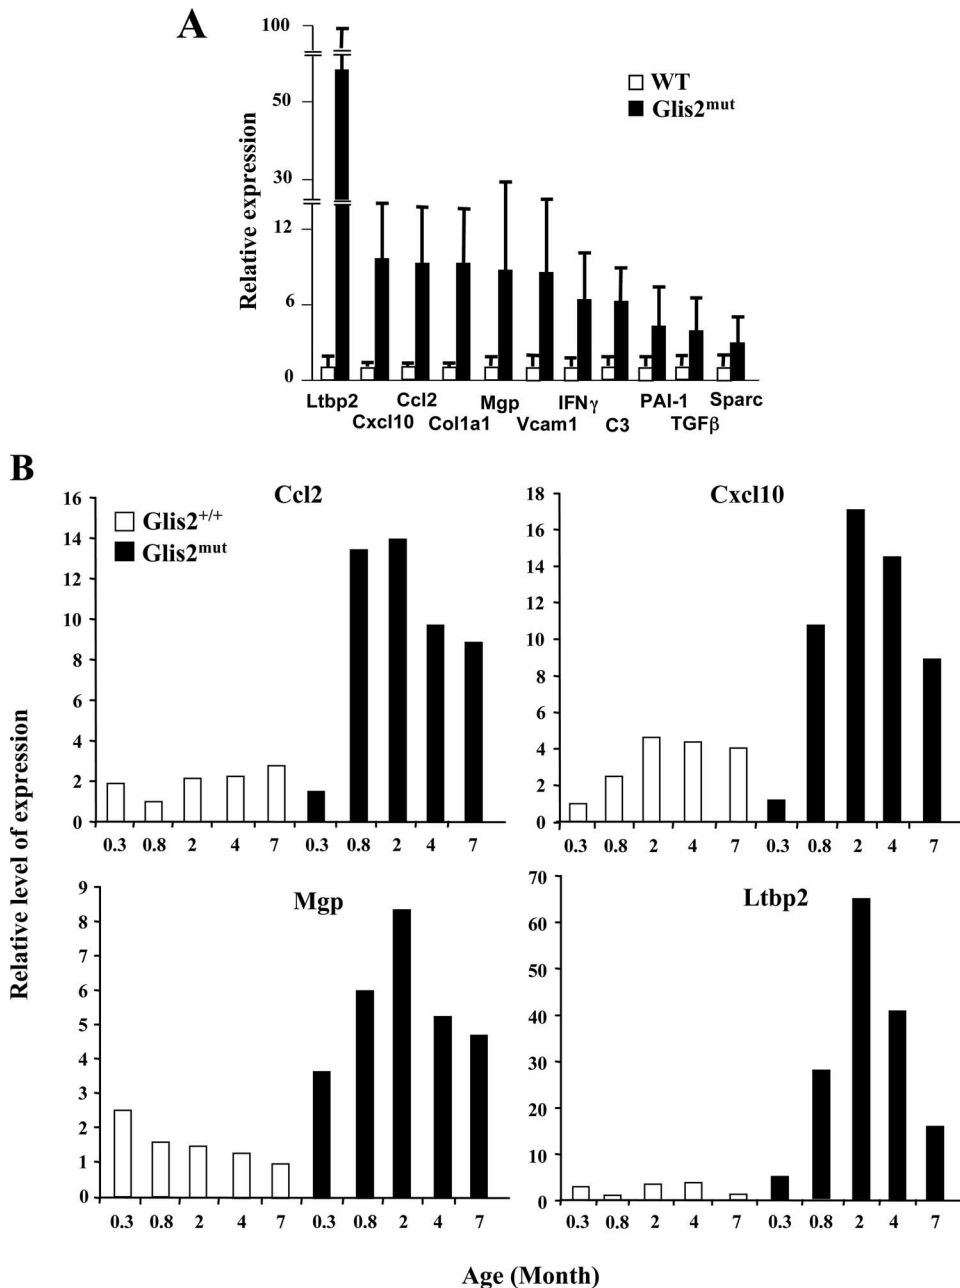 A
Relative expression
100
50
30
12
6
0
WT
Glis2mut
Ltbp2 Ccl2 Mgp IFNγ PAI-1 Sparc
Cxcl10 Col1a1 Vcam1 C3 TGFβ
B
Relative level of expression
Ccl2
Glis2+/+
Glis2mut
16
14
12
10
8
6
4
2
0
0.3 0.8 2 4 7 0.3 0.8 2 4 7
Cxcl10
18
16
14
12
10
8
6
4
2
0
0.3 0.8 2 4 7 0.3 0.8 2 4 7
Mgp
9
8
7
6
5
4
3
2
1
0
0.3 0.8 2 4 7 0.3 0.8 2 4 7
Ltbp2
70
60
50
40
30
20
10
0
0.3 0.8 2 4 7 0.3 0.8 2 4 7
Age (Month)